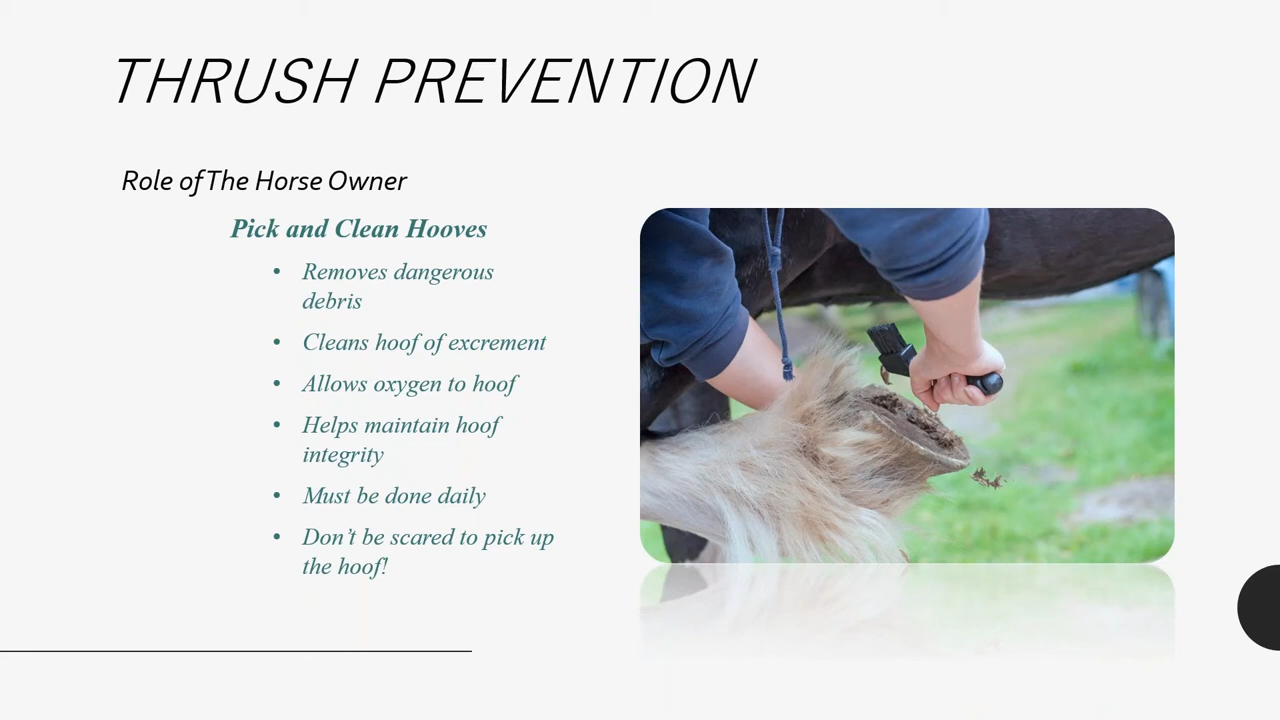 THRUSH PREVENTION
Role of The Horse Owner
Pick and Clean Hooves
• Removes dangerous
debris
• Cleans hoof of excrement
• Allows oxygen to hoof
• Helps maintain hoof
integrity
• Must be done daily
• Don't be scared to pick up
the hoof!